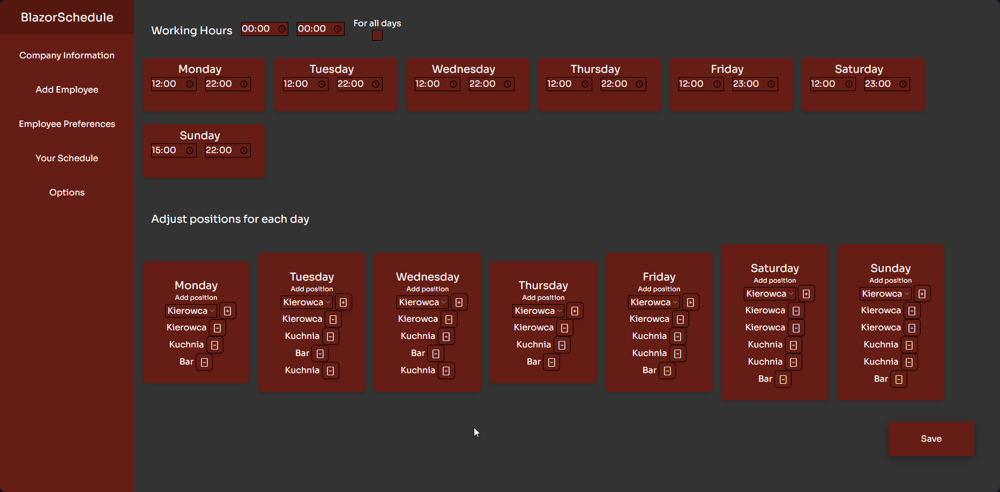 BlazorSchedule
Company Information
Add Employee
Employee Preferences
Your Schedule
Options
Working Hours 00:00 00:00 For all days
Monday
12:00 22:00
Tuesday
12:00 22:00
Wednesday
12:00 22:00
Thursday
12:00 22:00
Friday
12:00 23:00
Saturday
12:00 23:00
Sunday
15:00 22:00
Adjust positions for each day
Monday
Add position
Kierowca
Kierowca
Kuchnia
Bar
Tuesday
Add position
Kierowca
Kierowca
Kuchnia
Bar
Kuchnia
Wednesday
Add position
Kierowca
Kierowca
Kuchnia
Bar
Kuchnia
Thursday
Add position
Kierowca
Kierowca
Kuchnia
Bar
Friday
Add position
Kierowca
Kierowca
Kuchnia
Kuchnia
Bar
Saturday
Add position
Kierowca
Kierowca
Kierowca
Kuchnia
Kuchnia
Bar
Sunday
Add position
Kierowca
Kierowca
Kierowca
Kuchnia
Kuchnia
Bar
Save